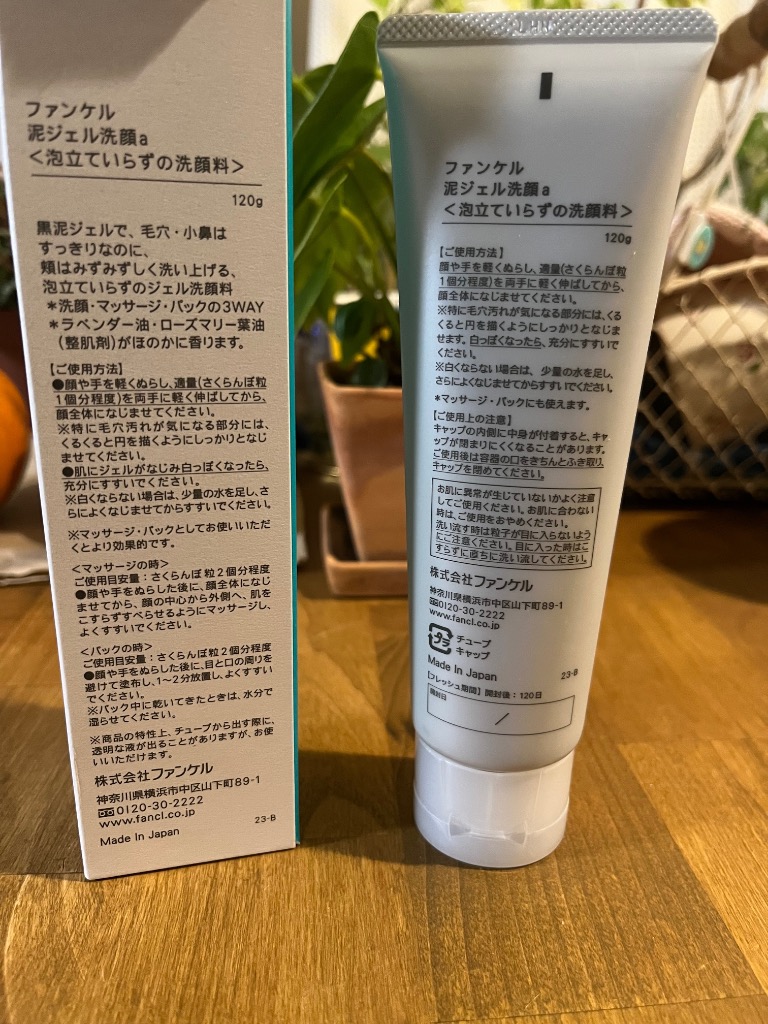 ファンケル
泥ジェル洗顔a
＜泡立ていらずの洗顔料＞
120g
黒泥ジェルで、毛穴・小鼻は
すっきりなのに、
頬はみずみずしく洗い上げる、
泡立ていらずのジェル洗顔料
＊洗顔・マッサージ・パックの3WAY
＊ラベンダー油・ローズマリー葉油
（整肌剤）がほのかに香ります。
【ご使用方法】
●顔や手を軽くぬらし、適量(さくらんぼ粒
1個分程度)を両手に軽く伸ばしてから、
顔全体になじませてください。
※特に毛穴汚れが気になる部分には、
くるくると円を描くようにしっかりとなじ
ませてください。
●肌にジェルがなじみ白っぽくなったら、
充分にすすいでください。
※白くならない場合は、少量の水を足し、さ
らによくなじませてからすすいでください。
※マッサージ・パックとしてお使いいただ
くとより効果的です。
＜マッサージの時＞
ご使用目安量：さくらんぼ粒2個分程度
●顔や手をぬらした後に、顔全体になじ
ませてから、顔の中心から外側へ、肌を
こすらずすべらせるようにマッサージし、
よくすすいでください。
＜パックの時＞
ご使用目安量：さくらんぼ粒2個分程度
●顔や手をぬらした後に、目と口の周りを
避けて塗布し、1～2分放置し、よくすすい
でください。
※パック中に乾いてきたときは、水分で
湿らせてください。
※商品の特性上、チューブから出す際に、
透明な液が出ることがありますが、お使
いいただけます。
株式会社ファンケル
神奈川県横浜市中区山下町89-1
0120-30-2222
www.fancl.co.jp
Made In Japan
23-B
ファンケル
泥ジェル洗顔a
＜泡立ていらずの洗顔料＞
120g
【ご使用方法】
顔や手を軽くぬらし、適量(さくらんぼ粒
1個分程度)を両手に軽く伸ばしてから、
顔全体になじませてください。
※特に毛穴汚れが気になる部分には、くる
くると円を描くようにしっかりとなじま
せます。白っぽくなったら、充分にすすい
でください。
※白くならない場合は、少量の水を足し、
さらによくなじませてからすすいでください。
＊マッサージ・パックにも使えます。
【ご使用上の注意】
キャップの内側に中身が付着すると、キャ
ップが閉まりにくくなることがあります。
ご使用後は容器の口をきちんとふき取り、
キャップを閉めてください。
お肌に異常が生じていないかよく注意
してご使用ください。お肌に合わない
時は、ご使用をおやめください。
洗い流す時は粒子が目に入らないよう
にご注意ください。目に入った時はこ
すらずに直ちに洗い流してください。
株式会社ファンケル
神奈川県横浜市中区山下町89-1
0120-30-2222
www.fancl.co.jp
プラ
チューブ
キャップ
Made In Japan
23-B
【フレッシュ期間】開封後：120日
開封日
／